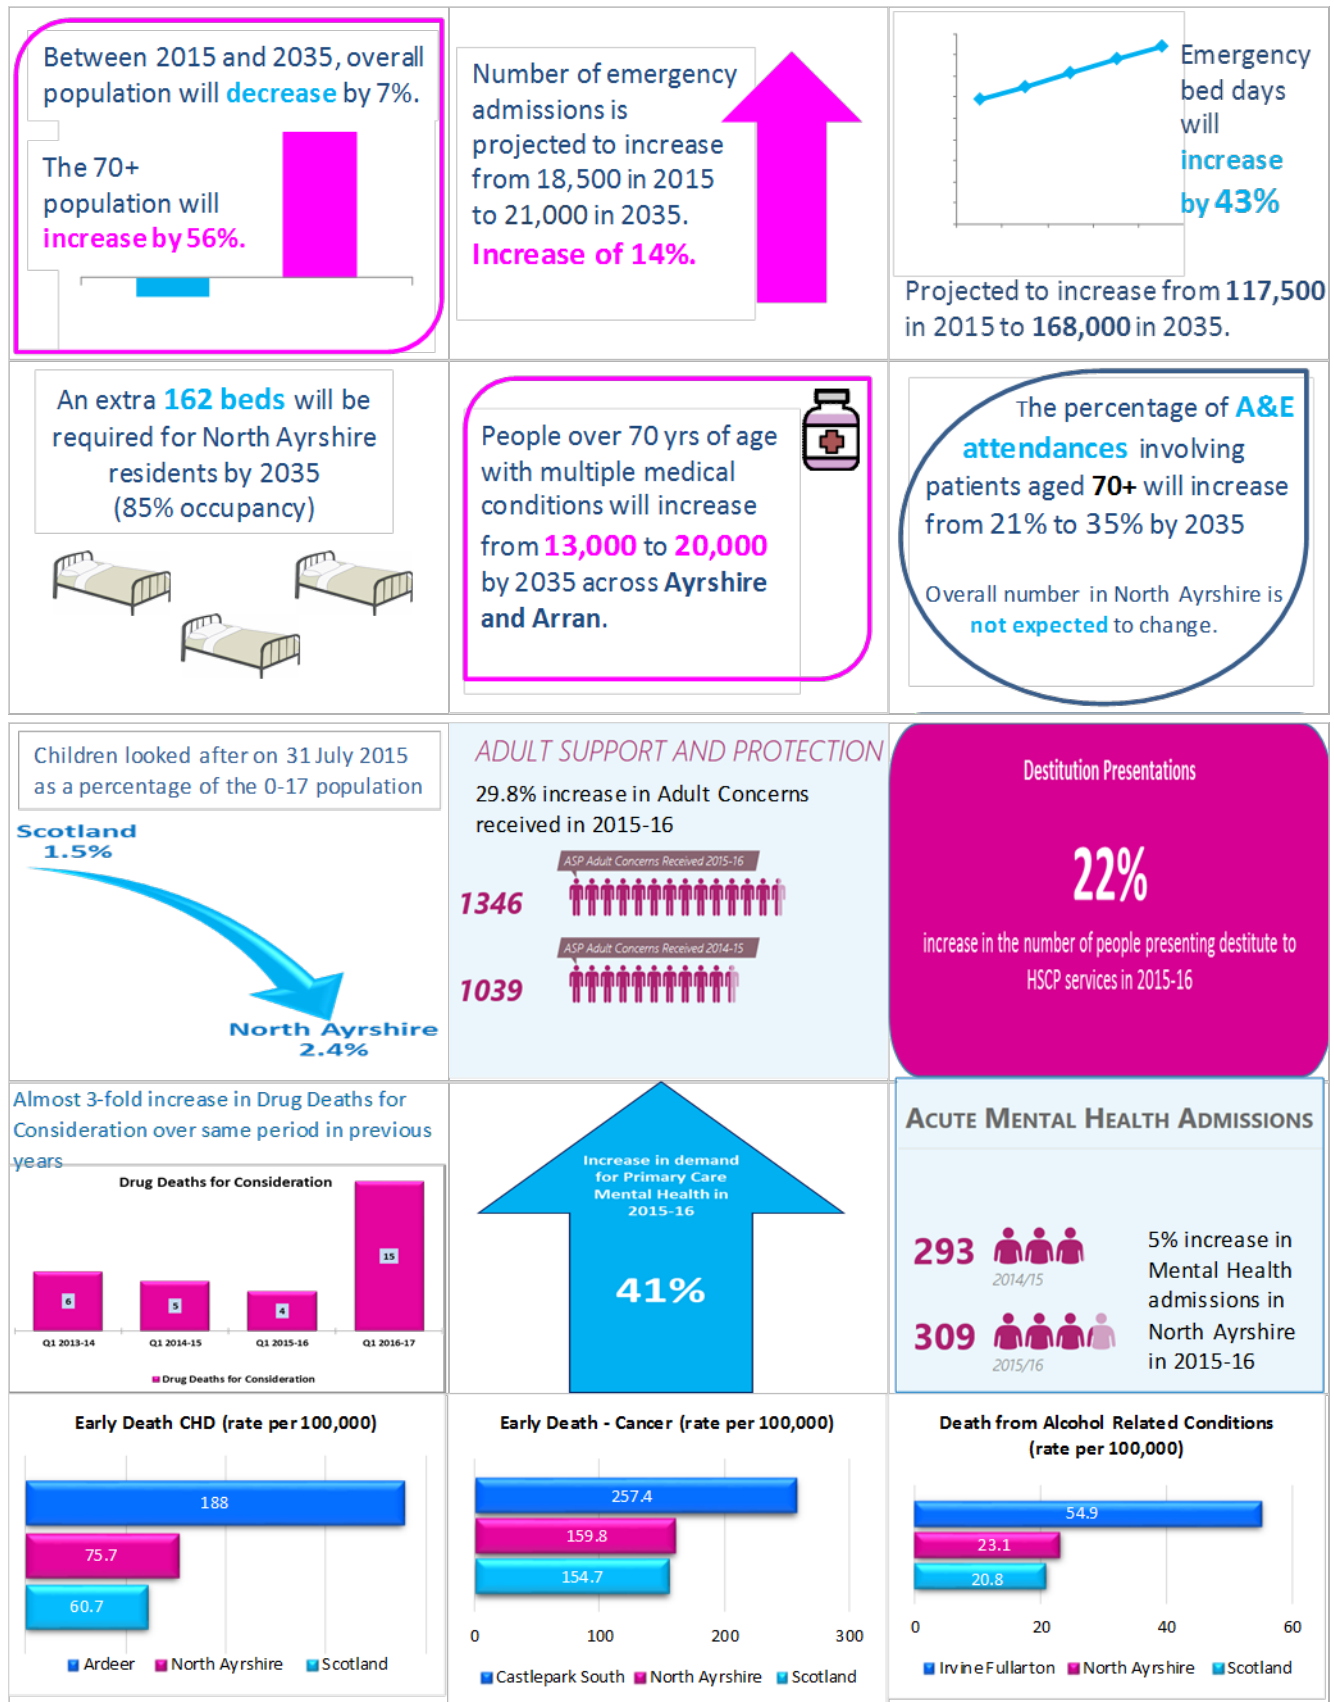 Between 2015 and 2035, overall
population will decrease by 7%.
The 70+
population will
increase by 56%.
Number of emergency
admissions is
projected to increase
from 18,500 in 2015
to 21,000 in 2035.
Increase of 14%.
Emergency
bed days
will
increase
by 43%
Projected to increase from 117,500
in 2015 to 168,000 in 2035.
An extra 162 beds will be
required for North Ayrshire
residents by 2035
(85% occupancy)
People over 70 yrs of age
with multiple medical
conditions will increase
from 13,000 to 20,000
by 2035 across Ayrshire
and Arran.
The percentage of A&E
attendances involving
patients aged 70+ will increase
from 21% to 35% by 2035
Overall number in North Ayrshire is
not expected to change.
Children looked after on 31 July 2015
as a percentage of the 0-17 population
Scotland
1.5%
North Ayrshire
2.4%
ADULT SUPPORT AND PROTECTION
29.8% increase in Adult Concerns
received in 2015-16
ASP Adult Concerns Received 2015-16
1346
ASP Adult Concerns Received 2014-15
1039
Destitution Presentations
22%
increase in the number of people presenting destitute to
HSCP services in 2015-16
Almost 3-fold increase in Drug Deaths for
Consideration over same period in previous
years
Drug Deaths for Consideration
6
5
4
15
Q1 2013-14 Q1 2014-15 Q1 2015-16 Q1 2016-17
Drug Deaths for Consideration
Increase in demand
for Primary Care
Mental Health in
2015-16
41%
ACUTE MENTAL HEALTH ADMISSIONS
293
2014/15
309
2015/16
5% increase in
Mental Health
admissions in
North Ayrshire
in 2015-16
Early Death CHD (rate per 100,000)
188
75.7
60.7
Ardeer North Ayrshire Scotland
Early Death - Cancer (rate per 100,000)
257.4
159.8
154.7
0 100 200 300
Castlepark South North Ayrshire Scotland
Death from Alcohol Related Conditions
(rate per 100,000)
54.9
23.1
20.8
0 20 40 60
Irvine Fullarton North Ayrshire Scotland